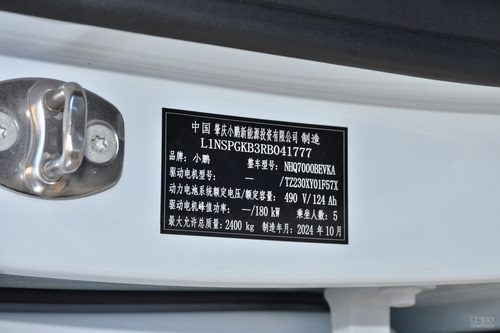 中国 肇庆小鹏新能源投资有限公司 制造
L1NSPGKB3RB041777
品牌：小鹏 整车型号：NHQ7000BEVKA
驱动电机型号： —/TZ230XY01F57X
动力电池系统额定电压/额定容量：490 V/124 Ah
驱动电机峰值功率：—/180 kW 乘坐人数：5
最大允许总质量：2400 kg 制造年月：2024 年 10 月